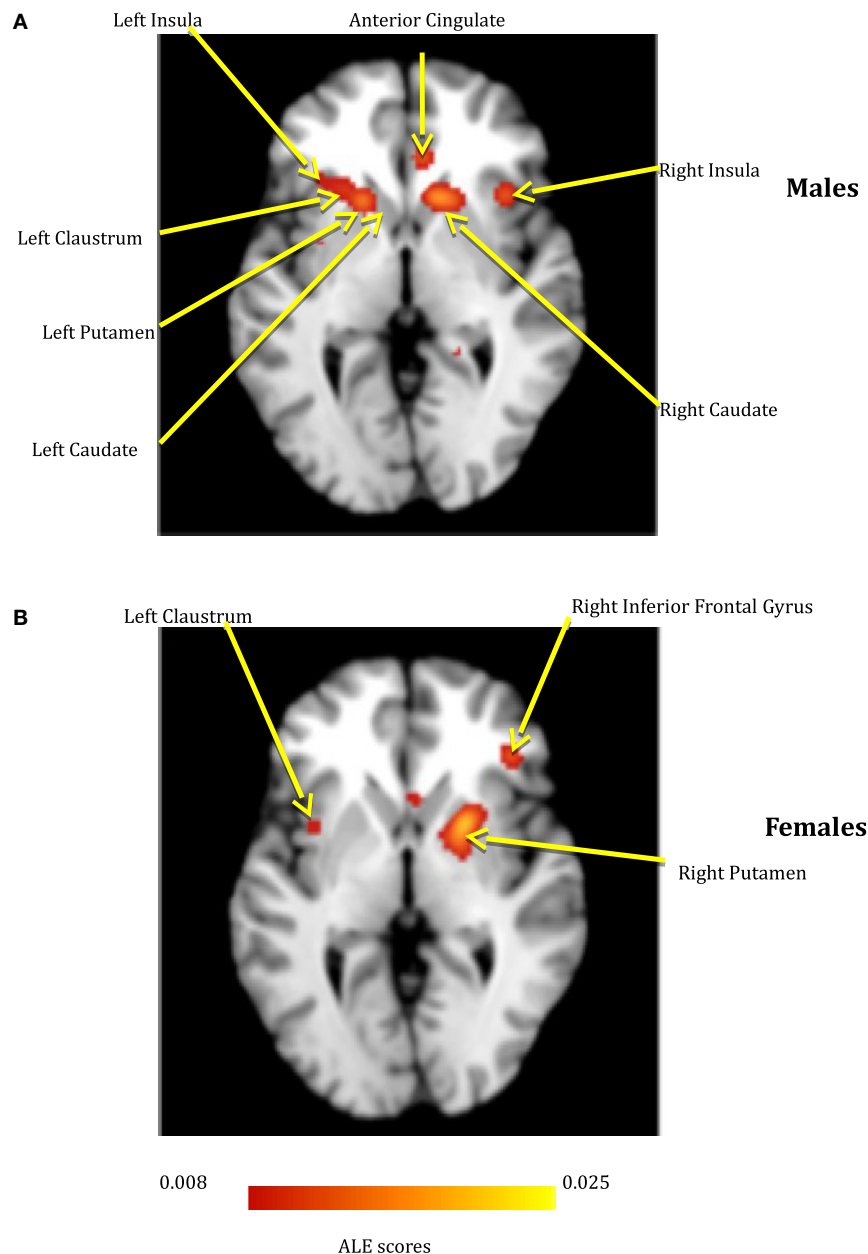 A
Left Insula
Anterior Cingulate
Right Insula
Males
Left Claustrum
Left Putamen
Right Caudate
Left Caudate
B
Left Claustrum
Right Inferior Frontal Gyrus
Females
Right Putamen
0.008
0.025
ALE scores